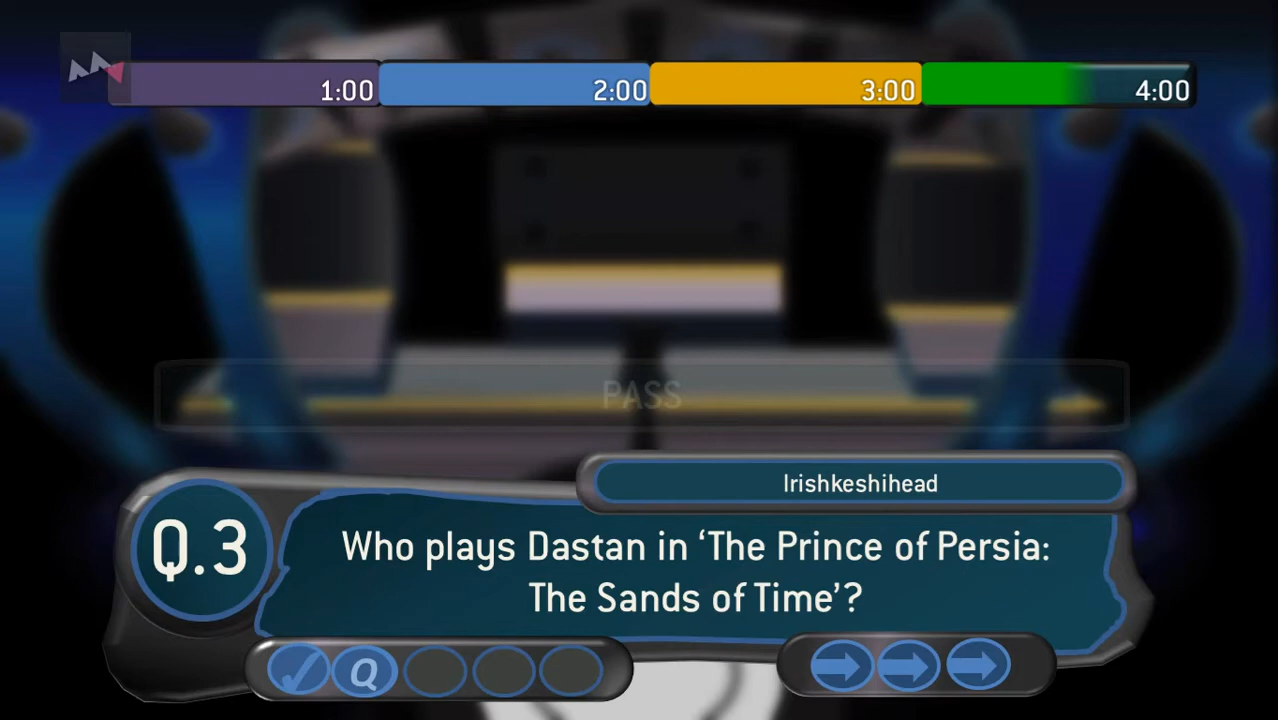 1:00
2:00
3:00
4:00
PASS
Irishkeshihead
Q.3
Who plays Dastan in ‘The Prince of Persia:
The Sands of Time’?
Q